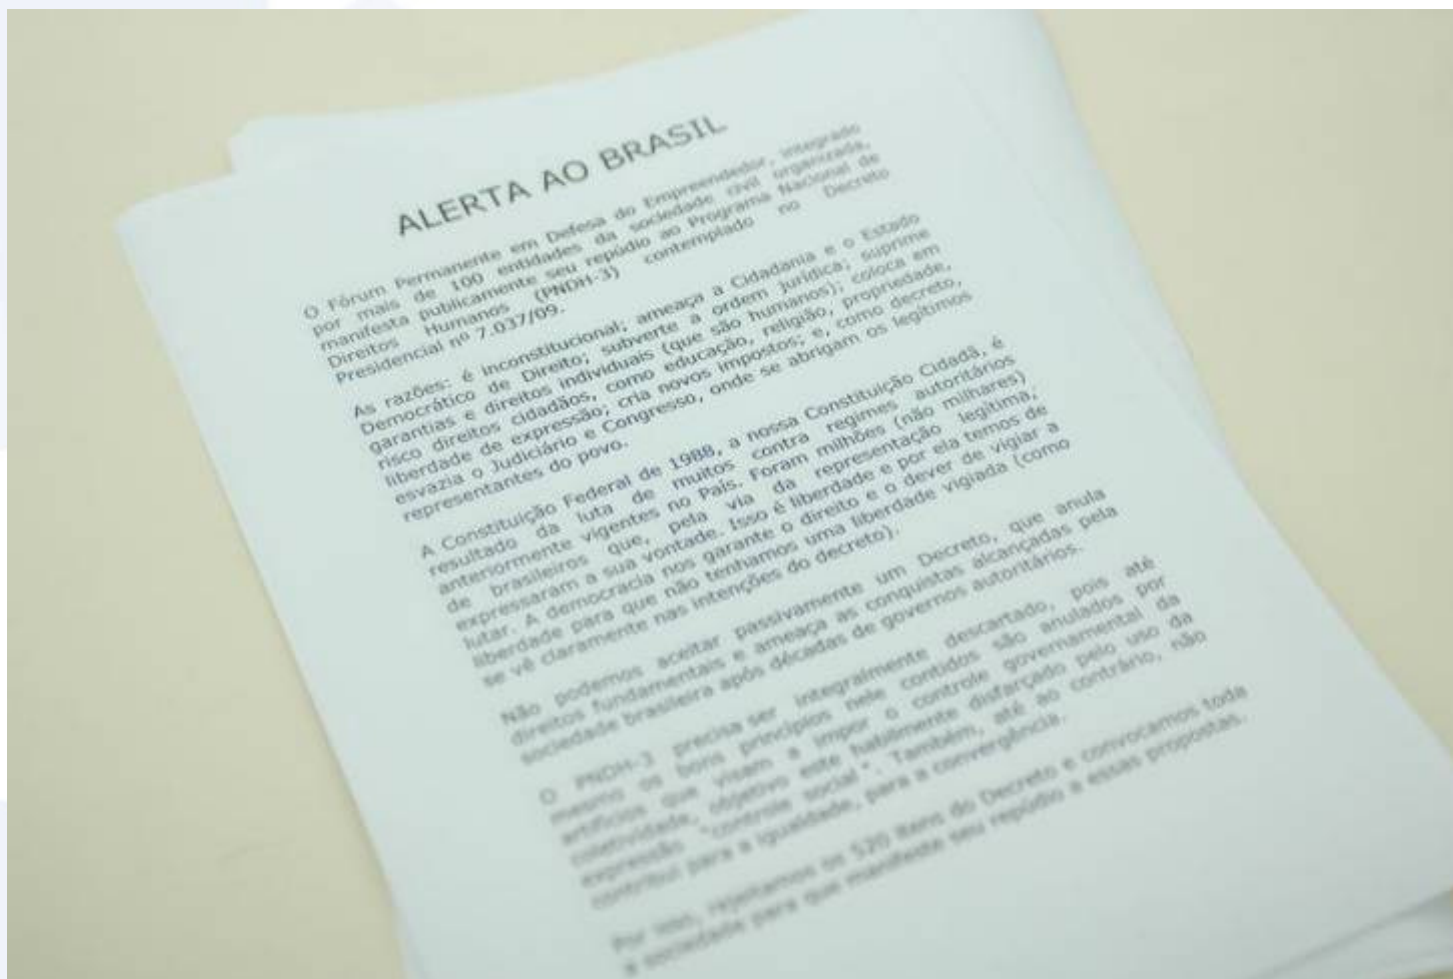 ALERTA AO BRASIL
O Fórum Permanente em Defesa do Empreendedor, integrado
por mais de 100 entidades da sociedade civil organizada,
manifesta publicamente seu repúdio ao Programa Nacional de
Direitos Humanos (PNDH-3) contemplado no Decreto
Presidencial nº 7.037/09.
As razões: é inconstitucional; ameaça a Cidadania e o Estado
Democrático de Direito; subverte a ordem jurídica; suprime
garantias e direitos individuais (que são humanos); coloca em
risco direitos cidadãos, como educação, religião, propriedade,
liberdade de expressão; cria novos impostos; e, como decreto,
esvazia o Judiciário e Congresso, onde se abrigam os legítimos
representantes do povo.
A Constituição Federal de 1988, a nossa Constituição Cidadã, é
resultado da luta de muitos contra regimes autoritários
anteriormente vigentes no País. Foram milhões (não milhares)
de brasileiros que, pela via da representação legítima,
expressaram a sua vontade. Isso é liberdade e por ela temos de
lutar. A democracia nos garante o direito e o dever de vigiar a
liberdade para que não tenhamos uma liberdade vigiada (como
se vê claramente nas intenções do decreto).
Não podemos aceitar passivamente um Decreto, que anula
direitos fundamentais e ameaça as conquistas alcançadas pela
sociedade brasileira após décadas de governos autoritários.
O PNDH-3 precisa ser integralmente descartado, pois até
mesmo os bons princípios nele contidos são anulados por
artifícios que visam a impor o controle governamental da
coletividade, objetivo este habilmente disfarçado pelo uso da
expressão "controle social". Também, até ao contrário, não
contribui para a igualdade, para a convergência.
Por isso, rejeitamos os 520 itens do Decreto e convocamos toda
a sociedade para que manifeste seu repúdio a essas propostas.